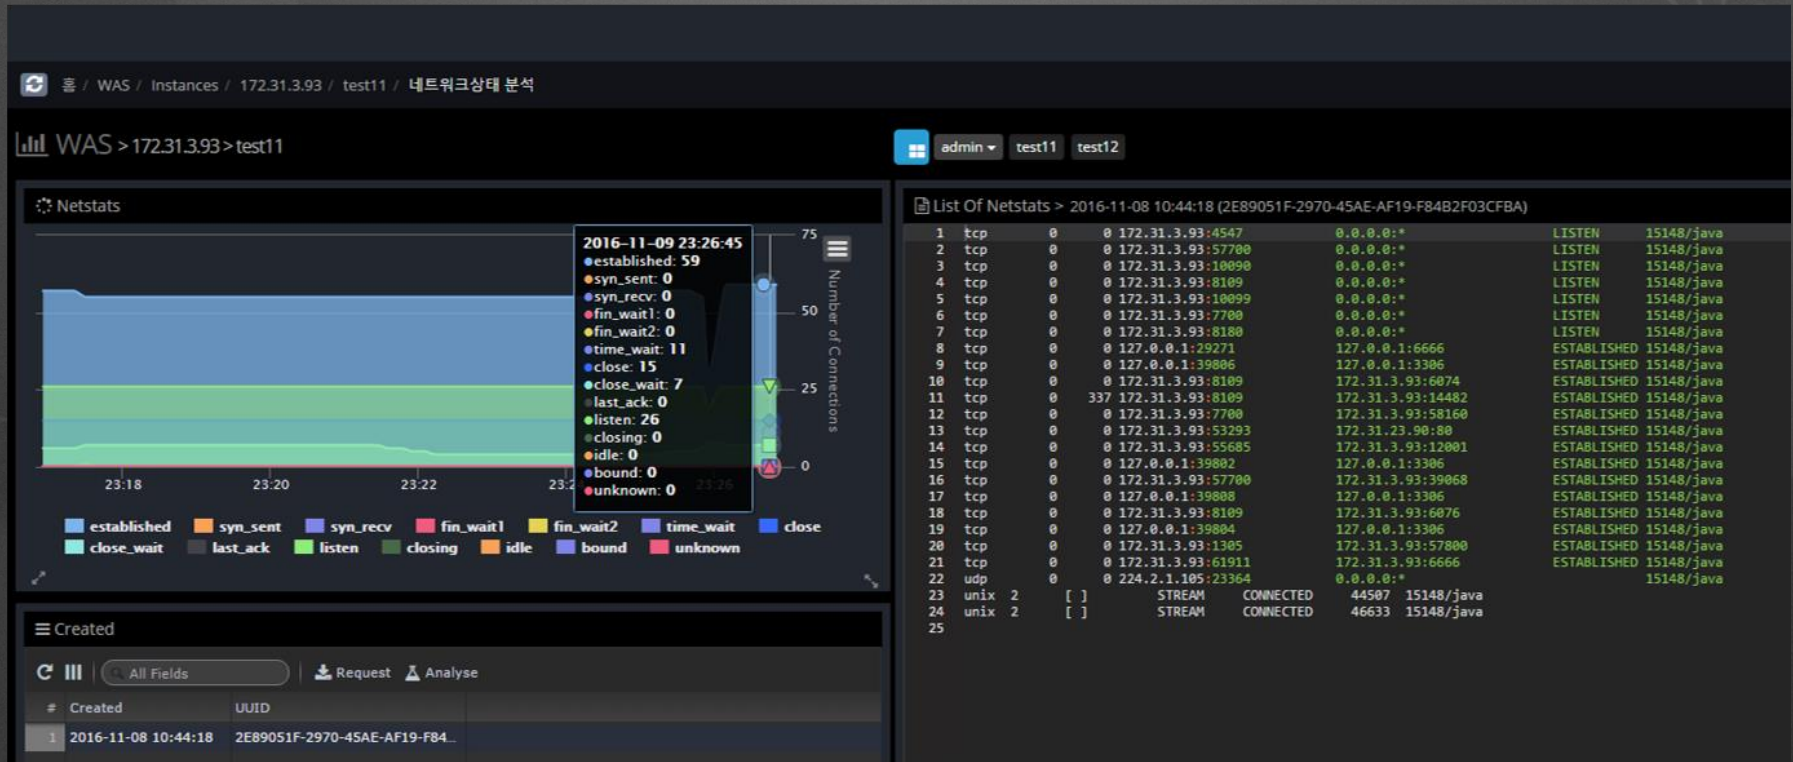 홈 / WAS / Instances / 172.31.3.93 / test11 / 네트워크상태 분석
WAS > 172.31.3.93 > test11
admin test11 test12
Netstats
75
50
25
0
Number of Connections
23:18 23:20 23:22 23:26
2016-11-09 23:26:45
established: 59
syn_sent: 0
syn_recv: 0
fin_wait1: 0
fin_wait2: 0
time_wait: 11
close: 15
close_wait: 7
last_ack: 0
listen: 26
closing: 0
idle: 0
bound: 0
unknown: 0
established syn_sent syn_recv fin_wait1 fin_wait2 time_wait close
close_wait last_ack listen closing idle bound unknown
Created
All Fields Request Analyse
# Created UUID
1 2016-11-08 10:44:18 2E89051F-2970-45AE-AF19-F84...
List Of Netstats > 2016-11-08 10:44:18 (2E89051F-2970-45AE-AF19-F84B2F03CFBA)
1 tcp 0 0 172.31.3.93:4547 0.0.0.0:* LISTEN 15148/java
2 tcp 0 0 172.31.3.93:57700 0.0.0.0:* LISTEN 15148/java
3 tcp 0 0 172.31.3.93:10090 0.0.0.0:* LISTEN 15148/java
4 tcp 0 0 172.31.3.93:8109 0.0.0.0:* LISTEN 15148/java
5 tcp 0 0 172.31.3.93:10099 0.0.0.0:* LISTEN 15148/java
6 tcp 0 0 172.31.3.93:7700 0.0.0.0:* LISTEN 15148/java
7 tcp 0 0 172.31.3.93:8180 0.0.0.0:* LISTEN 15148/java
8 tcp 0 0 127.0.0.1:29271 127.0.0.1:6666 ESTABLISHED 15148/java
9 tcp 0 0 127.0.0.1:39806 127.0.0.1:3306 ESTABLISHED 15148/java
10 tcp 0 0 172.31.3.93:8109 172.31.3.93:6074 ESTABLISHED 15148/java
11 tcp 0 337 172.31.3.93:8109 172.31.3.93:14482 ESTABLISHED 15148/java
12 tcp 0 0 172.31.3.93:7700 172.31.3.93:58160 ESTABLISHED 15148/java
13 tcp 0 0 172.31.3.93:53293 172.31.23.90:80 ESTABLISHED 15148/java
14 tcp 0 0 172.31.3.93:55685 172.31.3.93:12001 ESTABLISHED 15148/java
15 tcp 0 0 127.0.0.1:39802 127.0.0.1:3306 ESTABLISHED 15148/java
16 tcp 0 0 172.31.3.93:57700 172.31.3.93:39068 ESTABLISHED 15148/java
17 tcp 0 0 127.0.0.1:39808 127.0.0.1:3306 ESTABLISHED 15148/java
18 tcp 0 0 172.31.3.93:8109 172.31.3.93:6076 ESTABLISHED 15148/java
19 tcp 0 0 127.0.0.1:39804 127.0.0.1:3306 ESTABLISHED 15148/java
20 tcp 0 0 172.31.3.93:1305 172.31.3.93:57800 ESTABLISHED 15148/java
21 tcp 0 0 172.31.3.93:61911 172.31.3.93:6666 ESTABLISHED 15148/java
22 udp 0 0 224.2.1.105:23364 0.0.0.0:* 15148/java
23 unix 2 [ ] STREAM CONNECTED 44507 15148/java
24 unix 2 [ ] STREAM CONNECTED 46633 15148/java
25